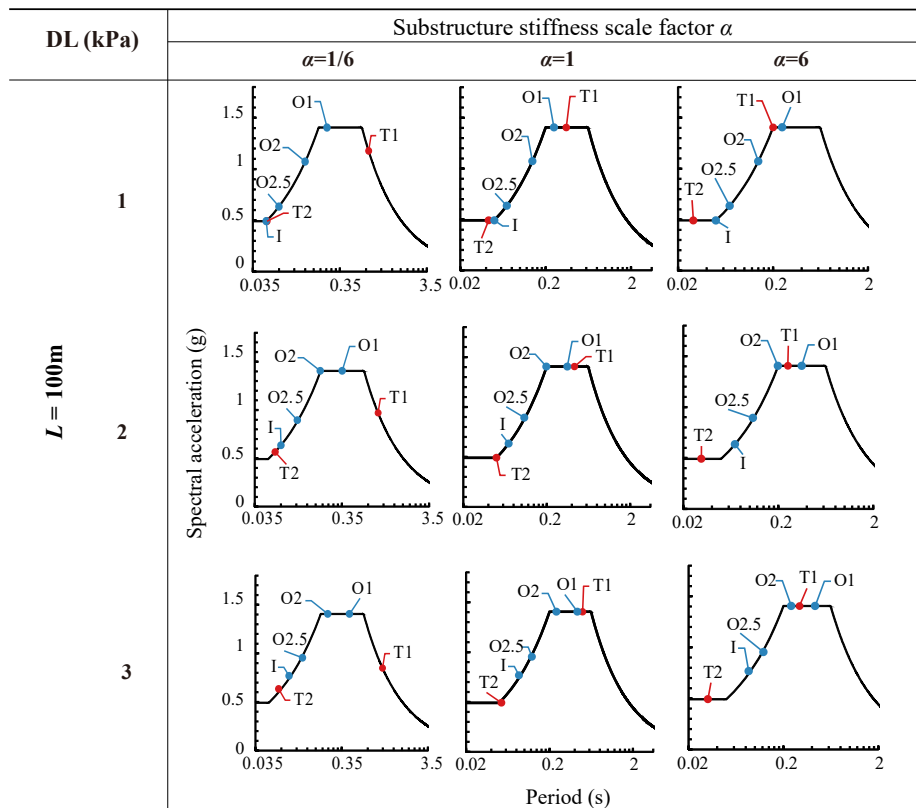 DL (kPa)
Substructure stiffness scale factor α
α=1/6
α=1
α=6
L = 100m
Spectral acceleration (g)
1
1.5
1
0.5
0
O1
O2
T1
O2.5
T2
I
0.035
0.35
3.5
O1
T1
O2
O2.5
T2
I
0.02
0.2
2
T1
O1
O2
O2.5
T2
I
0.02
0.2
2
2
1.5
1
0.5
0
O2
O1
T1
O2.5
I
T2
0.035
0.35
3.5
O2
O1
T1
O2.5
I
T2
0.02
0.2
2
O2
T1
O1
O2.5
T2
I
0.02
0.2
2
3
1.5
1
0.5
0
O2
O1
O2.5
T1
I
T2
0.035
0.35
3.5
O2
O1
T1
O2.5
I
T2
0.02
0.2
2
O2
T1
O1
O2.5
I
T2
0.02
0.2
2
Period (s)